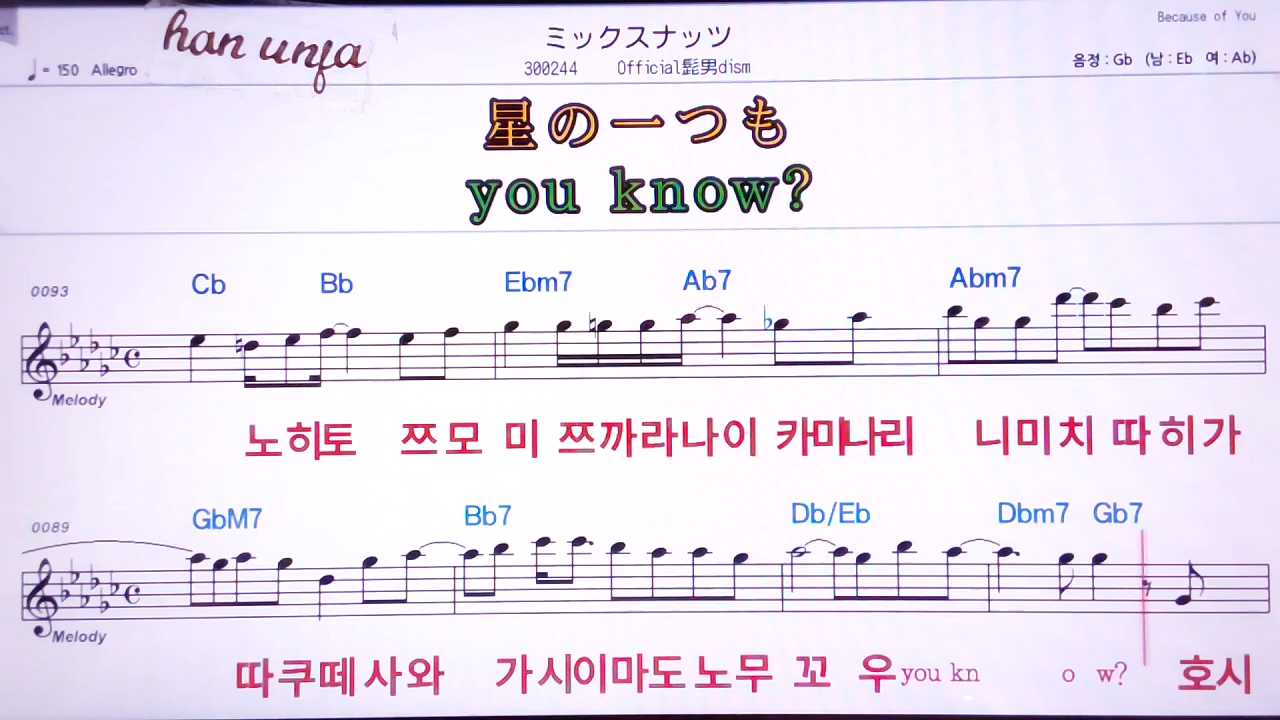 han unfa
Because of You
ミックスナッツ
♩= 150 Allegro
300244 Official髭男dism
음정 : Gb (남 : Eb 여 : Ab)
星の一つも
you know?
Cb Bb Ebm7 Ab7 Abm7
0093
Melody
노히토 쯔모 미 쯔까라나이 카미나리 니미치 따히가
GbM7 Bb7 Db/Eb Dbm7 Gb7
0089
Melody
따쿠떼사와 가시이마도노무 꼬 우 you kn o w? 호시